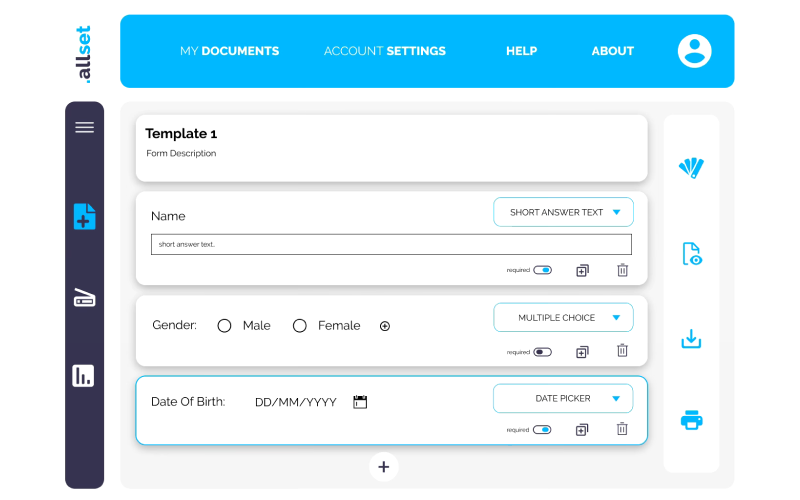 .allset
MY DOCUMENTS
ACCOUNT SETTINGS
HELP
ABOUT
Template 1
Form Description
Name
SHORT ANSWER TEXT
short answer text.
required
Gender:
Male
Female
MULTIPLE CHOICE
required
Date Of Birth:
DD/MM/YYYY
DATE PICKER
required